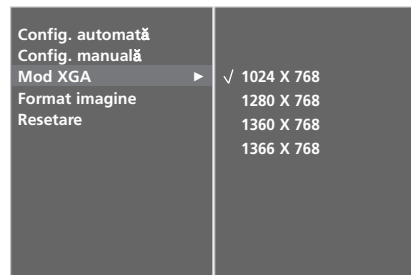 Config. automată
Config. manuală
Mod XGA ►
Format imagine
Resetare
√ 1024 X 768
1280 X 768
1360 X 768
1366 X 768